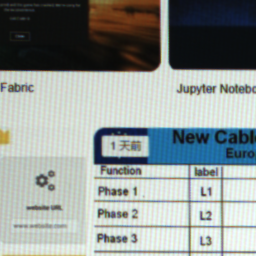 Fabric
Jupyter Notebo
1 天前
New Cable
Euro
Function label
Phase 1 L1
Phase 2 L2
Phase 3 L3
website URL
www.website.com